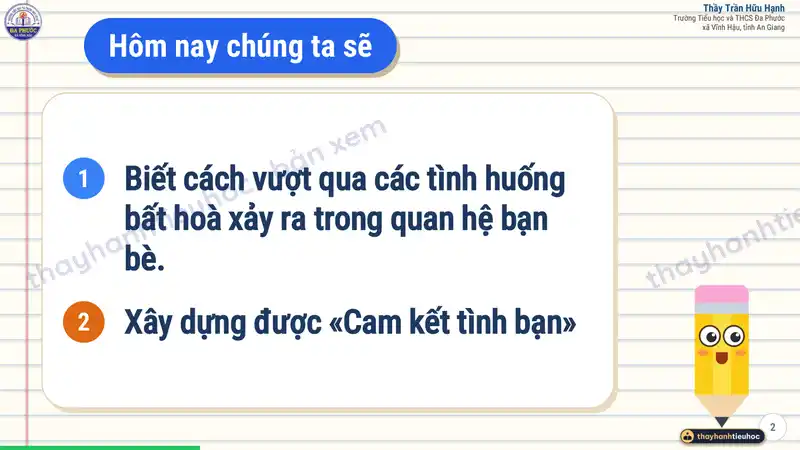 Thầy Trần Hữu Hạnh
Trường Tiểu học và THCS Đa Phước
xã Vĩnh Hậu, tỉnh An Giang
ĐA PHƯỚC
Hôm nay chúng ta sẽ
1 Biết cách vượt qua các tình huống
bất hoà xảy ra trong quan hệ bạn
bè.
2 Xây dựng được «Cam kết tình bạn»
thayhanhtieuhoc
2